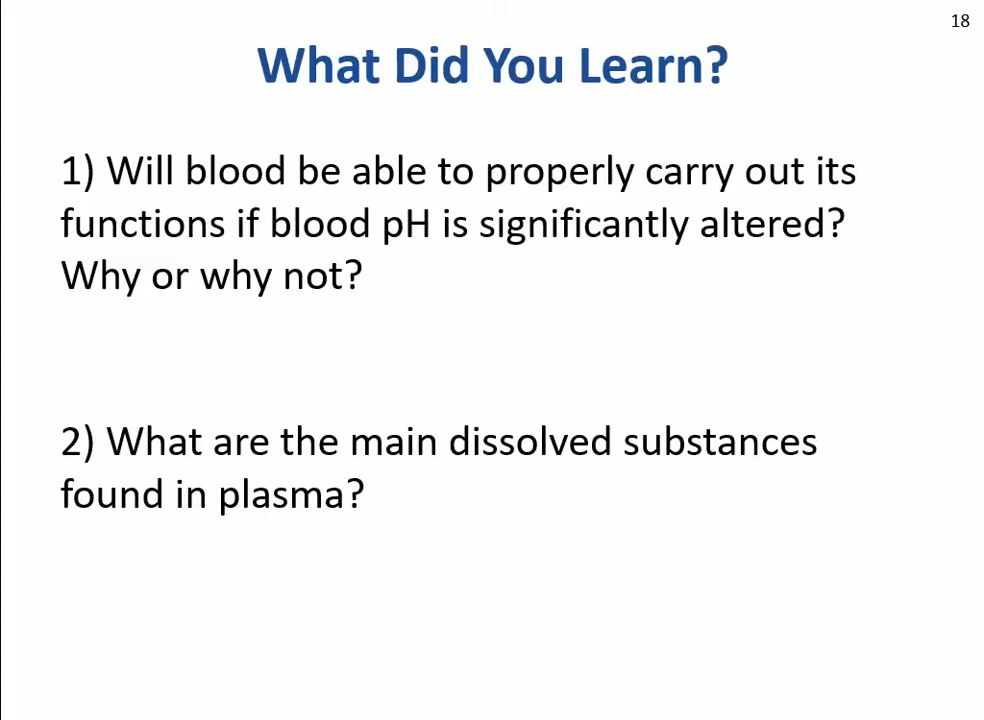 18
What Did You Learn?
1) Will blood be able to properly carry out its
functions if blood pH is significantly altered?
Why or why not?
2) What are the main dissolved substances
found in plasma?